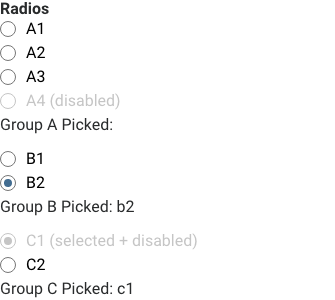 Radios
A1
A2
A3
A4 (disabled)
Group A Picked:
B1
B2
Group B Picked: b2
C1 (selected + disabled)
C2
Group C Picked: c1